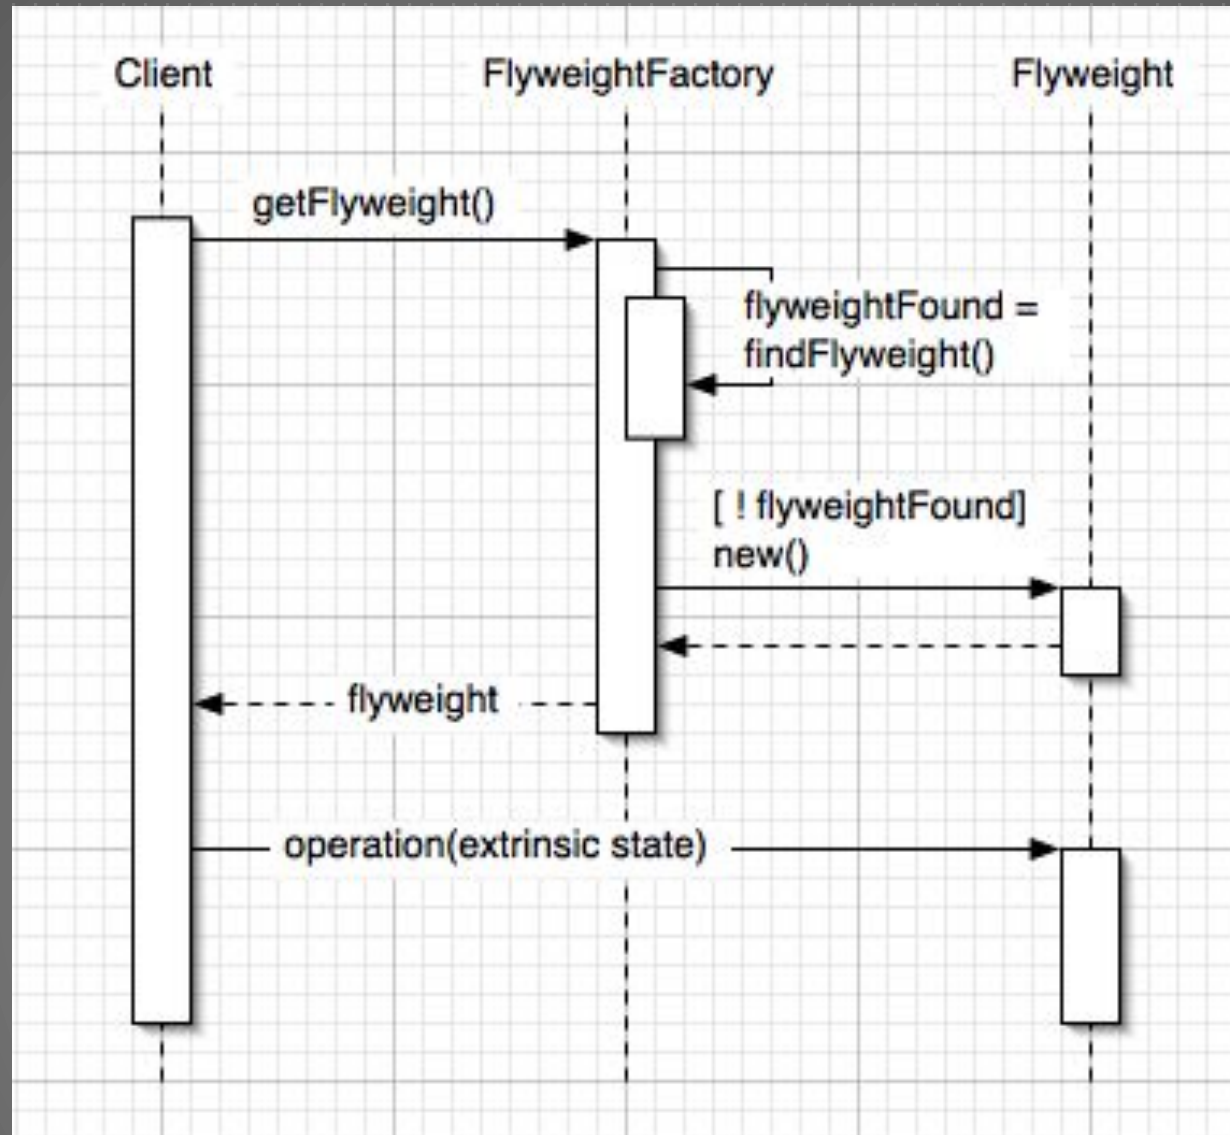 Client
FlyweightFactory
Flyweight
getFlyweight()
flyweightFound =
findFlyweight()
[ ! flyweightFound]
new()
flyweight
operation(extrinsic state)